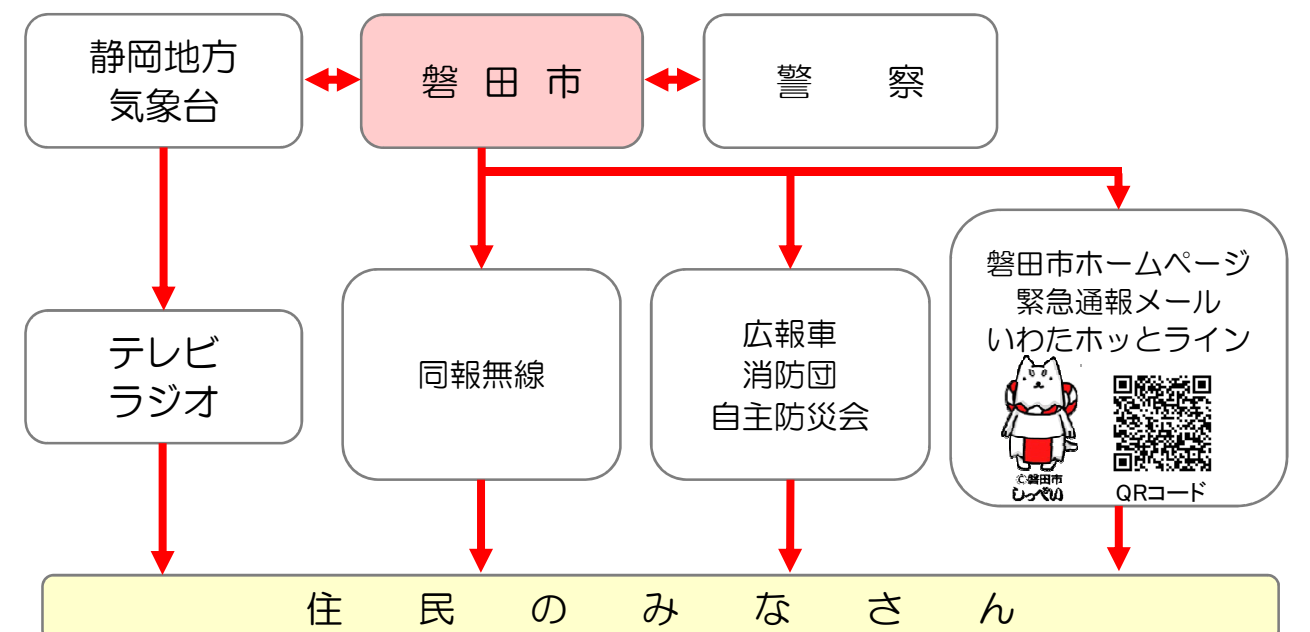 静岡地方
気象台
磐田市
警察
テレビ
ラジオ
同報無線
広報車
消防団
自主防災会
磐田市ホームページ
緊急通報メール
いわたホッとライン
©磐田市
しっぺい
QRコード
住民のみなさん